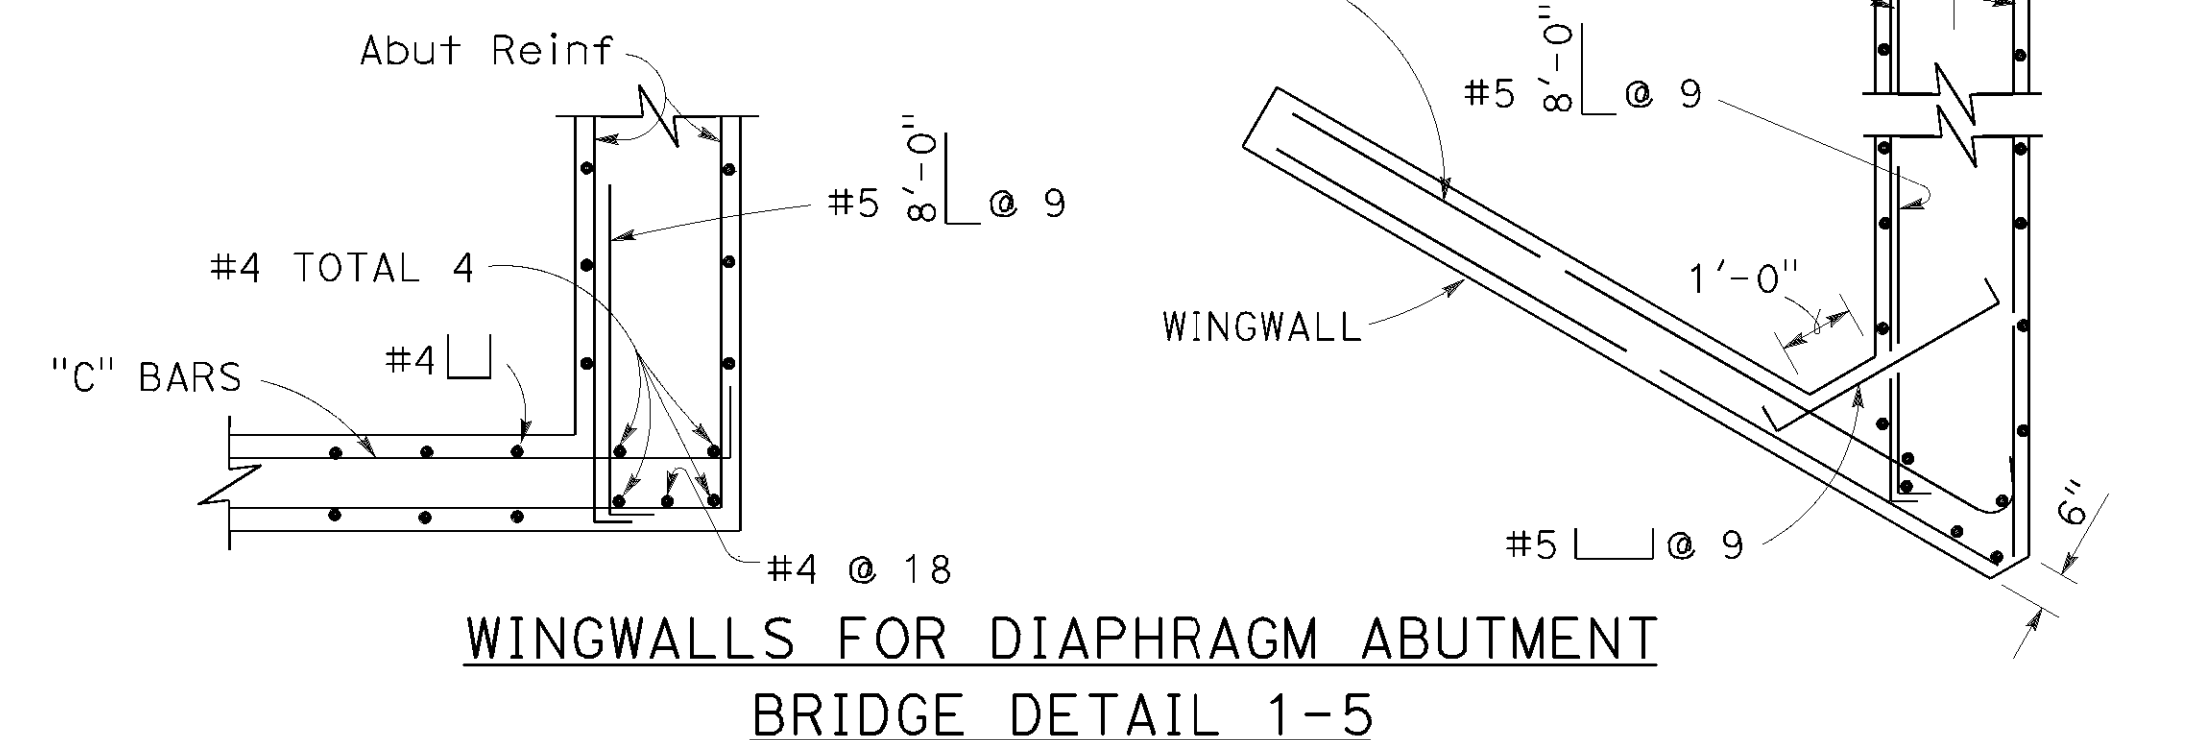 Abut Reinf
#5 8'-0" @ 9
#4 TOTAL 4
#4
"C" BARS
#4 @ 18
#5 8'-0" @ 9
1'-0"
WINGWALL
#5 @ 9
6"
WINGWALLS FOR DIAPHRAGM ABUTMENT
BRIDGE DETAIL 1-5